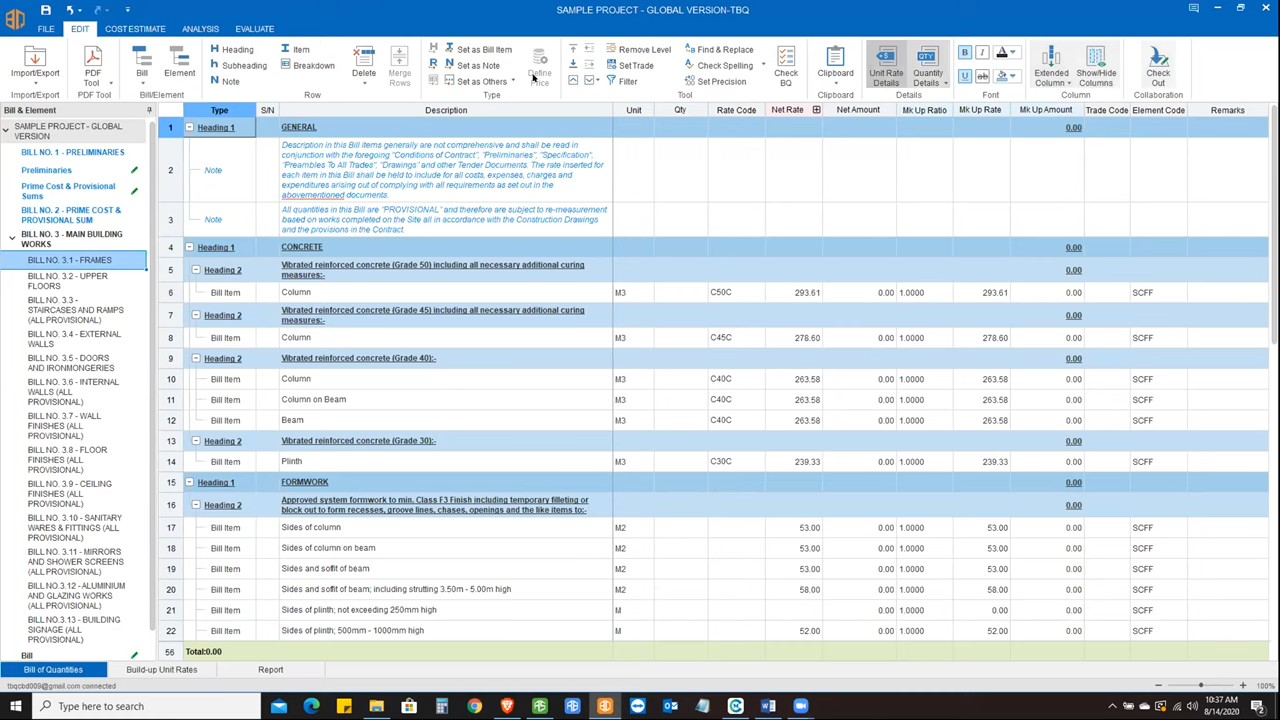 SAMPLE PROJECT - GLOBAL VERSION-TBQ
FILE EDIT COST ESTIMATE ANALYSIS EVALUATE
Import/Export PDF Tool Bill Element Heading Subheading Note Item Breakdown Delete Merge Rows Set as Bill Item Set as Note Set as Others Define Price Remove Level Set Trade Filter Find & Replace Check Spelling Set Precision Check BQ Clipboard Unit Rate Details Quantity Details B I A U Extended Column Show/Hide Columns Check Out
Import/Export PDF Tool Bill/Element Row Type Tool Details Font Column Collaboration
Bill & Element
SAMPLE PROJECT - GLOBAL VERSION
BILL NO. 1 - PRELIMINARIES
Preliminaries
Prime Cost & Provisional Sums
BILL NO. 2 - PRIME COST & PROVISIONAL SUM
BILL NO. 3 - MAIN BUILDING WORKS
BILL NO. 3.1 - FRAMES
BILL NO. 3.2 - UPPER FLOORS
BILL NO. 3.3 - STAIRCASES AND RAMPS (ALL PROVISIONAL)
BILL NO. 3.4 - EXTERNAL WALLS
BILL NO. 3.5 - DOORS AND IRONMONGERIES
BILL NO. 3.6 - INTERNAL WALLS (ALL PROVISIONAL)
BILL NO. 3.7 - WALL FINISHES (ALL PROVISIONAL)
BILL NO. 3.8 - FLOOR FINISHES (ALL PROVISIONAL)
BILL NO. 3.9 - CEILING FINISHES (ALL PROVISIONAL)
BILL NO. 3.10 - SANITARY WARES & FITTINGS (ALL PROVISIONAL)
BILL NO. 3.11 - MIRRORS AND SHOWER SCREENS (ALL PROVISIONAL)
BILL NO.3.12 - ALUMINIUM AND GLAZING WORKS (ALL PROVISIONAL)
BILL NO.3.13 - BUILDING SIGNAGE (ALL PROVISIONAL)
Bill
Type S/N Description Unit Qty Rate Code Net Rate Net Amount Mk Up Ratio Mk Up Rate Mk Up Amount Trade Code Element Code Remarks
1 Heading 1 GENERAL 0.00
2 Note Description in this Bill items generally are not comprehensive and shall be read in
conjunction with the foregoing "Conditions of Contract", "Preliminaries", "Specification",
"Preambles To All Trades", "Drawings" and other Tender Documents. The rate inserted for
each item in this Bill shall be held to include for all costs, expenses, charges and
expenditures arising out of complying with all requirements as set out in the
abovementioned documents.
3 Note All quantities in this Bill are "PROVISIONAL" and therefore are subject to re-measurement
based on works completed on the Site all in accordance with the Construction Drawings
and the provisions in the Contract.
4 Heading 1 CONCRETE 0.00
5 Heading 2 Vibrated reinforced concrete (Grade 50) including all necessary additional curing
measures:- 0.00
6 Bill Item Column M3 C50C 293.61 0.00 1.0000 293.61 0.00 SCFF
7 Heading 2 Vibrated reinforced concrete (Grade 45) including all necessary additional curing
measures:- 0.00
8 Bill Item Column M3 C45C 278.60 0.00 1.0000 278.60 0.00 SCFF
9 Heading 2 Vibrated reinforced concrete (Grade 40):- 0.00
10 Bill Item Column M3 C40C 263.58 0.00 1.0000 263.58 0.00 SCFF
11 Bill Item Column on Beam M3 C40C 263.58 0.00 1.0000 263.58 0.00 SCFF
12 Bill Item Beam M3 C40C 263.58 0.00 1.0000 263.58 0.00 SCFF
13 Heading 2 Vibrated reinforced concrete (Grade 30):- 0.00
14 Bill Item Plinth M3 C30C 239.33 0.00 1.0000 239.33 0.00 SCFF
15 Heading 1 FORMWORK 0.00
16 Heading 2 Approved system formwork to min. Class F3 Finish including temporary filleting or
block out to form recesses, groove lines, chases, openings and the like items to:- 0.00
17 Bill Item Sides of column M2 53.00 0.00 1.0000 53.00 0.00 SCFF
18 Bill Item Sides of column on beam M2 53.00 0.00 1.0000 53.00 0.00 SCFF
19 Bill Item Sides and soffit of beam M2 53.00 0.00 1.0000 53.00 0.00 SCFF
20 Bill Item Sides and soffit of beam; including strutting 3.50m - 5.00m high M2 58.00 0.00 1.0000 58.00 0.00 SCFF
21 Bill Item Sides of plinth; not exceeding 250mm high M 0.00 1.0000 0.00 0.00 SCFF
22 Bill Item Sides of plinth; 500mm - 1000mm high M 52.00 0.00 1.0000 52.00 0.00 SCFF
56 Total:0.00
Bill of Quantities Build-up Unit Rates Report
tbqcbd009@gmail.com connected 100%
Type here to search
10:37 AM
8/14/2020
2